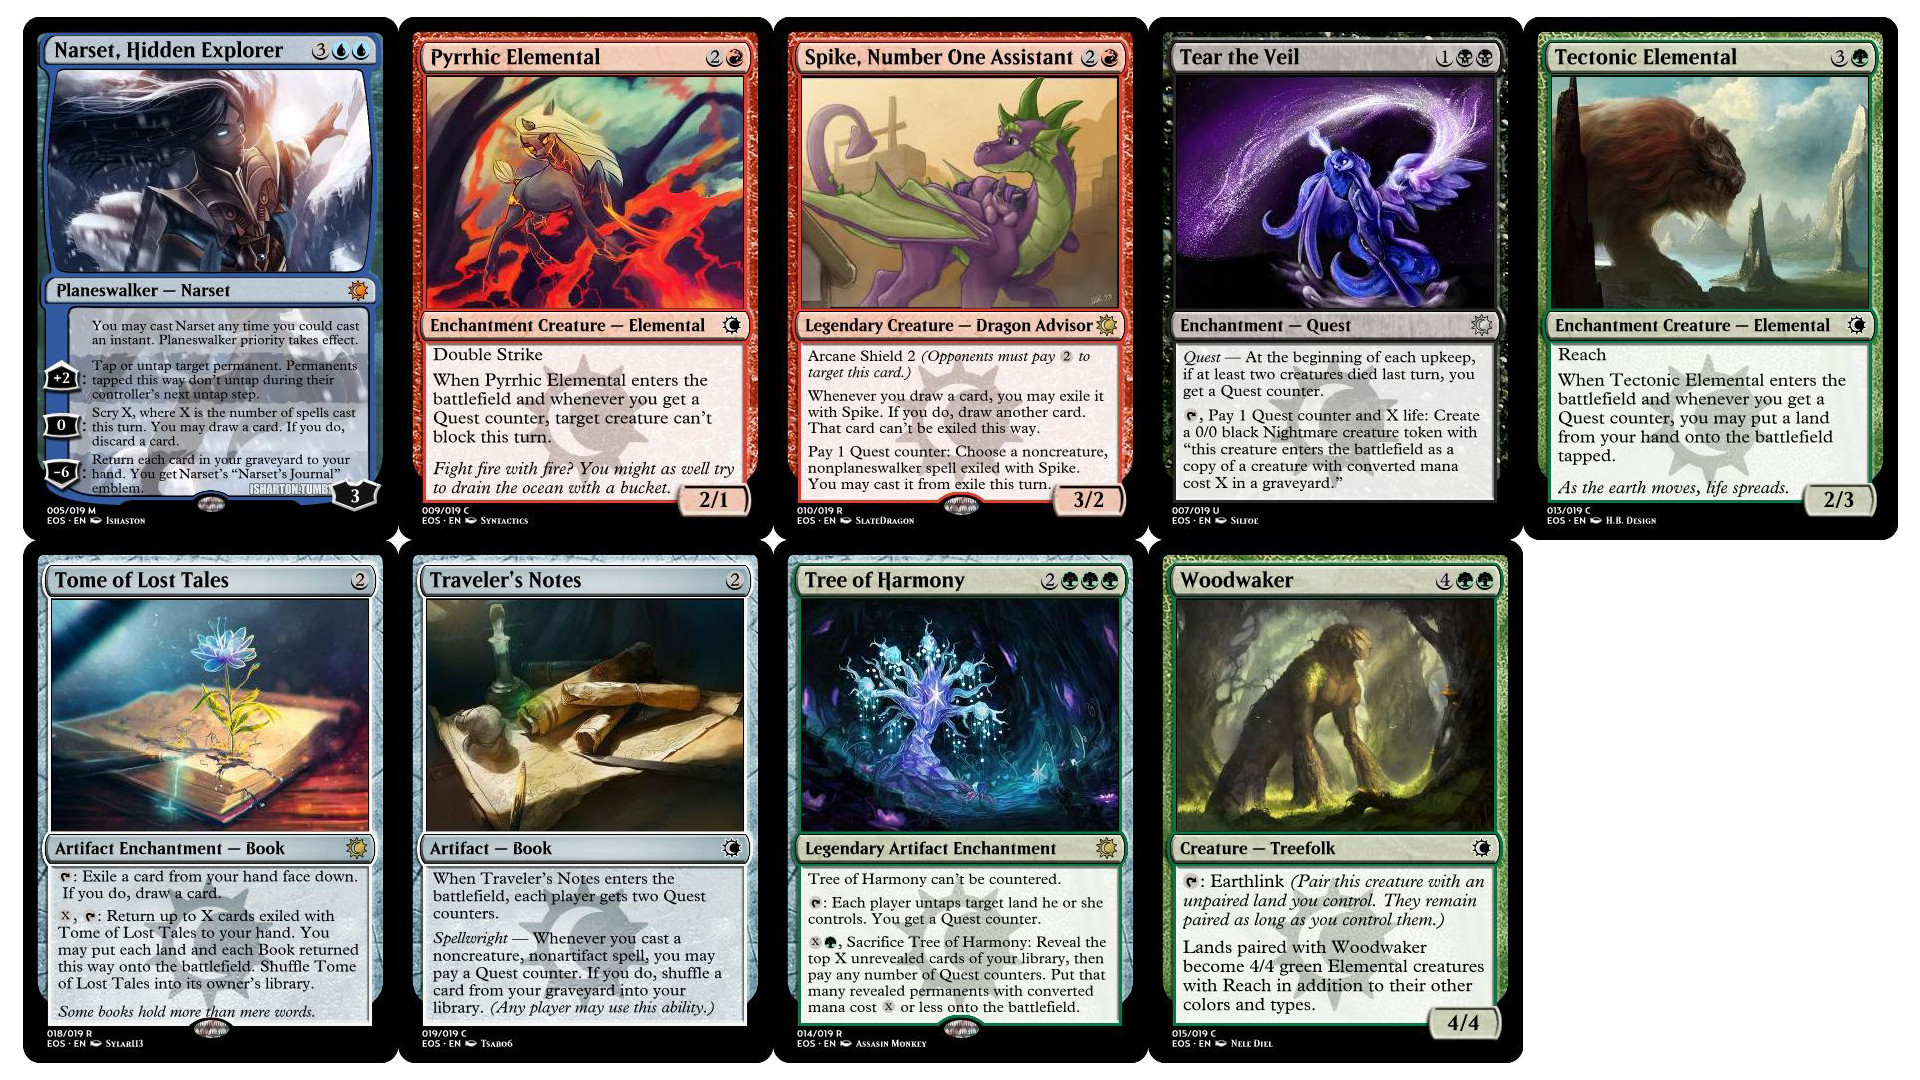 Narset, Hidden Explorer 3
Planeswalker — Narset
You may cast Narset any time you could cast
an instant. Planeswalker priority takes effect.
+2: Tap or untap target permanent. Permanents
tapped this way don't untap during their
controller's next untap step.
0: Scry X, where X is the number of spells cast
this turn. You may draw a card. If you do,
discard a card.
-6: Return each card in your graveyard to your
hand. You get Narset's "Narset's Journal"
emblem.
ISHARTON.TUMB
3
005/019 M
EOS · EN Ishaston
Pyrrhic Elemental 2
Enchantment Creature — Elemental
Double Strike
When Pyrrhic Elemental enters the
battlefield and whenever you get a
Quest counter, target creature can't
block this turn.
Fight fire with fire? You might as well try
to drain the ocean with a bucket.
2/1
009/019 C
EOS · EN Syntactics
Spike, Number One Assistant 2
Legendary Creature — Dragon Advisor
Arcane Shield 2 (Opponents must pay 2 to
target this card.)
Whenever you draw a card, you may exile it
with Spike. If you do, draw another card.
That card can't be exiled this way.
Pay 1 Quest counter: Choose a noncreature,
nonplaneswalker spell exiled with Spike.
You may cast it from exile this turn.
3/2
010/019 R
EOS · EN SlateDragon
Tear the Veil 1
Enchantment — Quest
Quest — At the beginning of each upkeep,
if at least two creatures died last turn, you
get a Quest counter.
, Pay 1 Quest counter and X life: Create
a 0/0 black Nightmare creature token with
"this creature enters the battlefield as a
copy of a creature with converted mana
cost X in a graveyard."
007/019 U
EOS · EN Silfoe
Tectonic Elemental 3
Enchantment Creature — Elemental
Reach
When Tectonic Elemental enters the
battlefield and whenever you get a
Quest counter, you may put a land
from your hand onto the battlefield
tapped.
As the earth moves, life spreads.
2/3
013/019 C
EOS · EN H.B. Design
Tome of Lost Tales 2
Artifact Enchantment — Book
: Exile a card from your hand face down.
If you do, draw a card.
X, : Return up to X cards exiled with
Tome of Lost Tales to your hand. You
may put each land and each Book returned
this way onto the battlefield. Shuffle Tome
of Lost Tales into its owner's library.
Some books hold more than mere words.
018/019 R
EOS · EN Sylar113
Traveler's Notes 2
Artifact — Book
When Traveler's Notes enters the
battlefield, each player gets two Quest
counters.
Spellwright — Whenever you cast a
noncreature, nonartifact spell, you may
pay a Quest counter. If you do, shuffle a
card from your graveyard into your
library. (Any player may use this ability.)
019/019 C
EOS · EN Tsabo6
Tree of Harmony 2
Legendary Artifact Enchantment
Tree of Harmony can't be countered.
: Each player untaps target land he or she
controls. You get a Quest counter.
X, Sacrifice Tree of Harmony: Reveal the
top X unrevealed cards of your library, then
pay any number of Quest counters. Put that
many revealed permanents with converted
mana cost X or less onto the battlefield.
014/019 R
EOS · EN Assasin Monkey
Woodwaker 4
Creature — Treefolk
: Earthlink (Pair this creature with an
unpaired land you control. They remain
paired as long as you control them.)
Lands paired with Woodwaker
become 4/4 green Elemental creatures
with Reach in addition to their other
colors and types.
4/4
015/019 C
EOS · EN Nele Diel